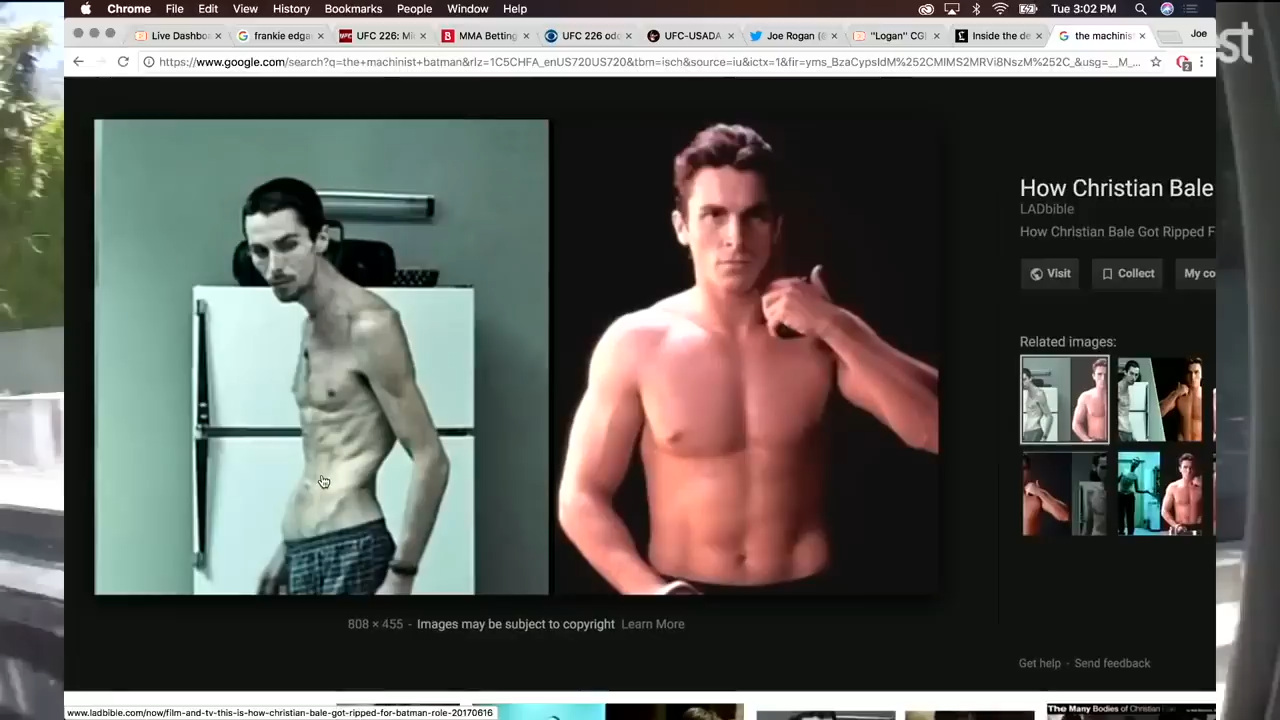 Chrome File Edit View History Bookmarks People Window Help Tue 3:02 PM
Live Dashbo: frankie edga UFC 226: Mi MMA Betting UFC 226 odd UFC-USADA Joe Rogan (@ "Logan" CGI Inside the de the machinis Joe
https://www.google.com/search?q=the+machinist+batman&rlz=1C5CHFA_enUS720US720&tbm=isch&source=iu&ictx=1&fir=yms_BzaCypsIdM%252CMIMS2MRVi8NszM%252C_&usg=__M_...
How Christian Bale
LADbible
How Christian Bale Got Ripped F
Visit Collect My co
Related images:
808 × 455 - Images may be subject to copyright Learn More
Get help - Send feedback
www.ladbible.com/now/film-and-tv-this-is-how-christian-bale-got-ripped-for-batman-role-20170616
The Many Bodies of Christian